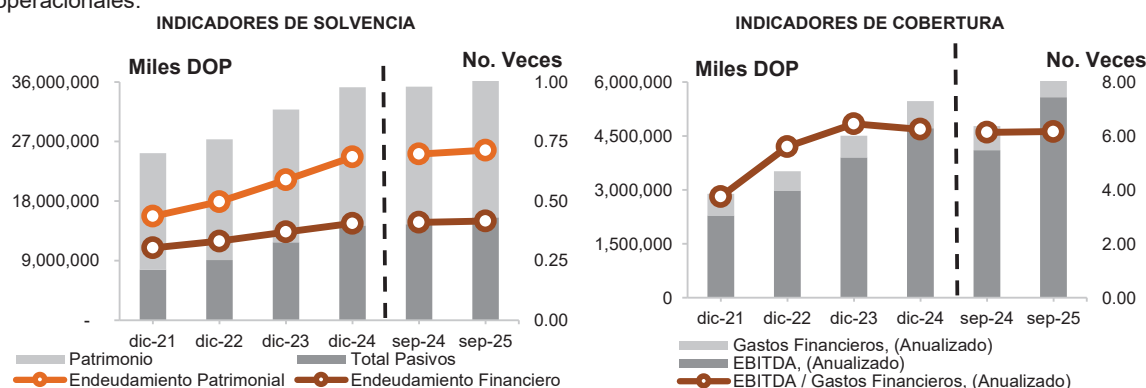 operacionales.
INDICADORES DE SOLVENCIA
Miles DOP
No. Veces
36,000,000
27,000,000
18,000,000
9,000,000
-
1.00
0.75
0.50
0.25
0.00
dic-21 dic-22 dic-23 dic-24 sep-24 sep-25
Patrimonio
Total Pasivos
Endeudamiento Patrimonial
Endeudamiento Financiero
INDICADORES DE COBERTURA
Miles DOP
No. Veces
6,000,000
4,500,000
3,000,000
1,500,000
0
8.00
6.00
4.00
2.00
0.00
dic-21 dic-22 dic-23 dic-24 sep-24 sep-25
Gastos Financieros, (Anualizado)
EBITDA, (Anualizado)
EBITDA / Gastos Financieros, (Anualizado)